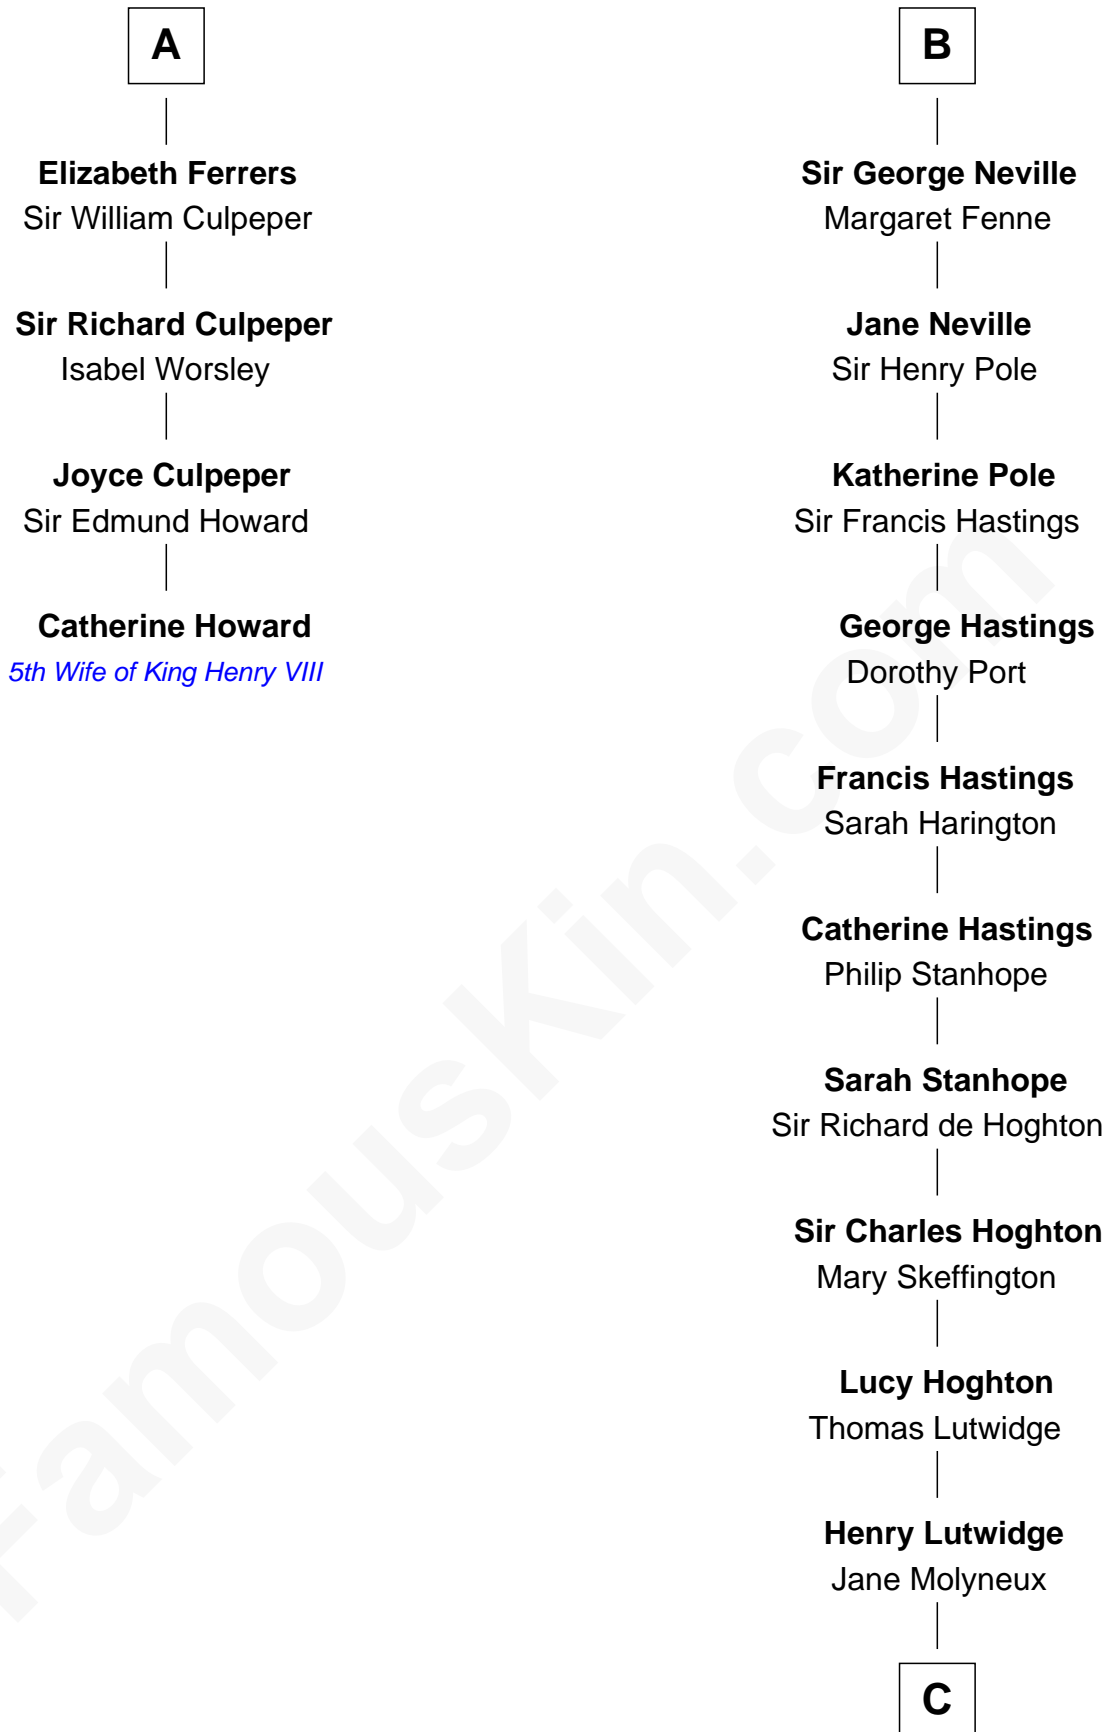 A
Elizabeth Ferrers
Sir William Culpeper
Sir Richard Culpeper
Isabel Worsley
Joyce Culpeper
Sir Edmund Howard
Catherine Howard
5th Wife of King Henry VIII
B
Sir George Neville
Margaret Fenne
Jane Neville
Sir Henry Pole
Katherine Pole
Sir Francis Hastings
George Hastings
Dorothy Port
Francis Hastings
Sarah Harington
Catherine Hastings
Philip Stanhope
Sarah Stanhope
Sir Richard de Hoghton
Sir Charles Hoghton
Mary Skeffington
Lucy Hoghton
Thomas Lutwidge
Henry Lutwidge
Jane Molyneux
C
FamousKin.com